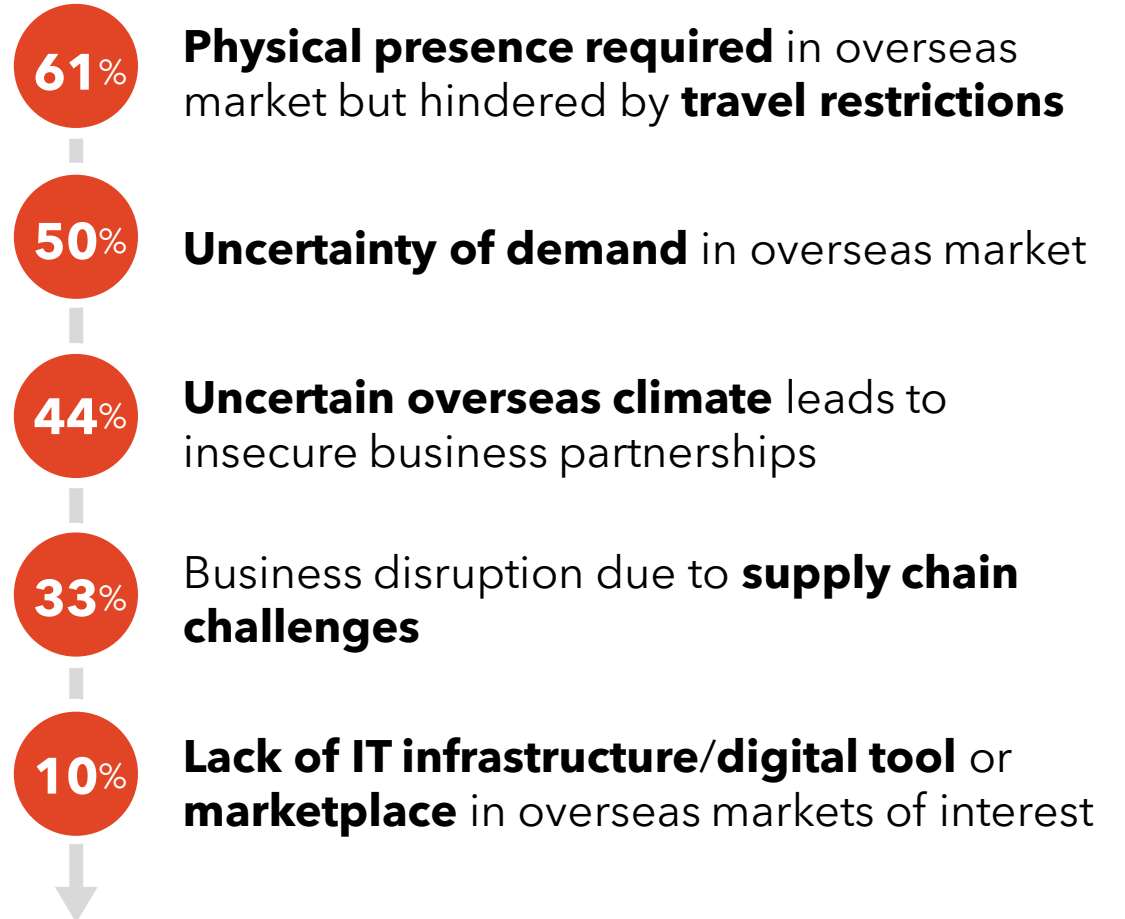 61%
Physical presence required in overseas
market but hindered by travel restrictions
50%
Uncertainty of demand in overseas market
44%
Uncertain overseas climate leads to
insecure business partnerships
33%
Business disruption due to supply chain
challenges
10%
Lack of IT infrastructure/digital tool or
marketplace in overseas markets of interest